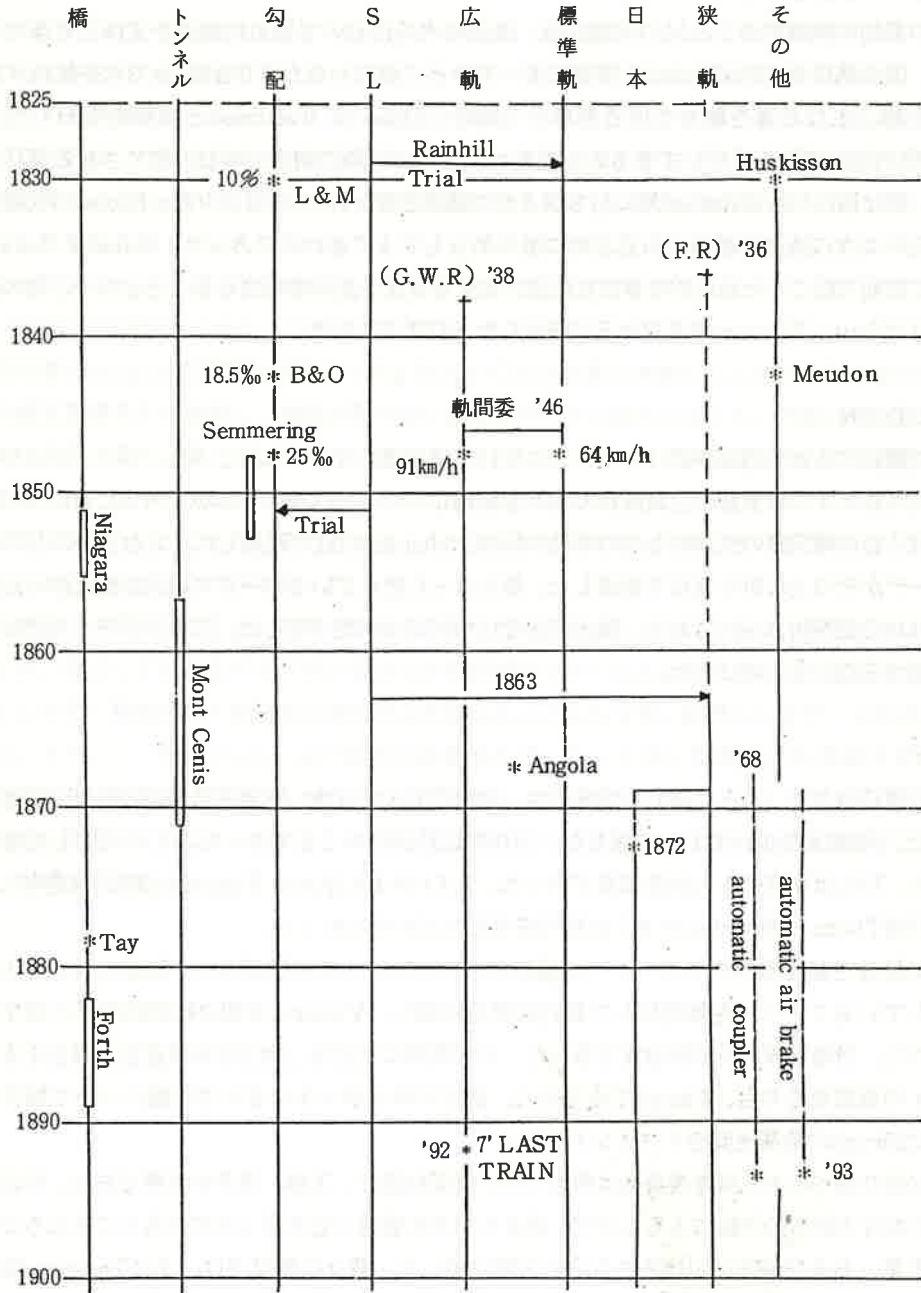 橋
トンネル
勾配
SL
広軌
標準軌
日本
狭軌
その他
1825
Rainhill
Trial
Huskisson
1830
10%
L&M
(G.W.R) '38
(F.R) '36
1840
18.5‰
B&O
Meudon
軌間委 '46
Semmering
25‰
91km/h
64km/h
1850
Trial
Niagara
1860
Mont Cenis
1863
'68
Angola
1870
1872
automatic coupler
automatic air brake
Tay
1880
Forth
1890
'92
7' LAST
TRAIN
'93
1900